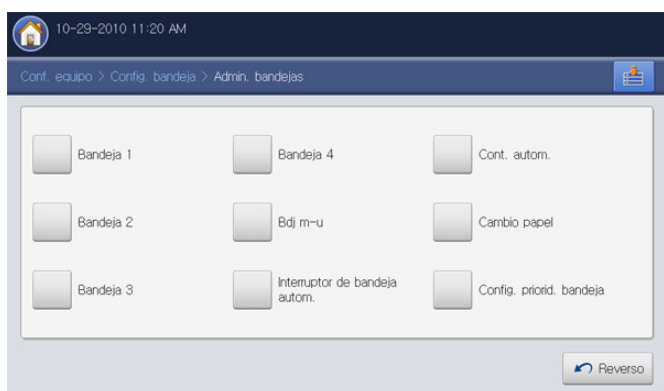 10-29-2010 11:20 AM
Conf. equipo > Config. bandeja > Admin. bandejas
Bandeja 1
Bandeja 4
Cont. autom.
Bandeja 2
Bdj m-u
Cambio papel
Bandeja 3
Interruptor de bandeja
autom.
Config. priorid. bandeja
Reverso